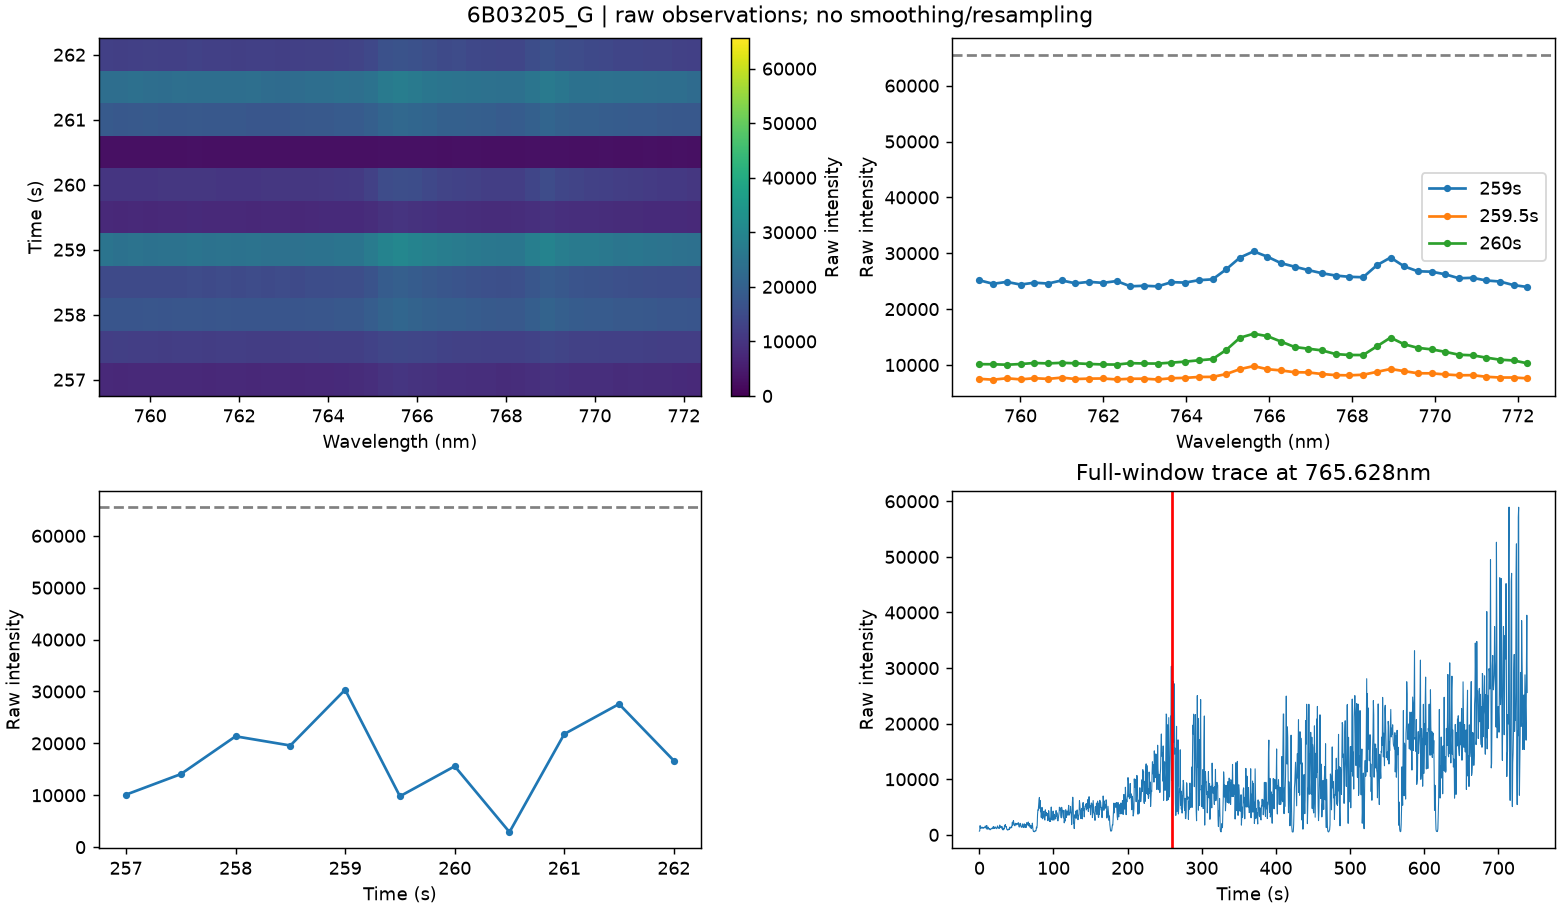 6B03205_G | raw observations; no smoothing/resampling
262
261
260
259
258
257
Time (s)
760 762 764 766 768 770 772
Wavelength (nm)
60000
50000
40000
30000
20000
10000
0
Raw intensity
60000
50000
40000
30000
20000
10000
Raw intensity
259s
259.5s
260s
760 762 764 766 768 770 772
Wavelength (nm)
60000
50000
40000
30000
20000
10000
0
Raw intensity
257 258 259 260 261 262
Time (s)
Full-window trace at 765.628nm
60000
50000
40000
30000
20000
10000
0
Raw intensity
0 100 200 300 400 500 600 700
Time (s)